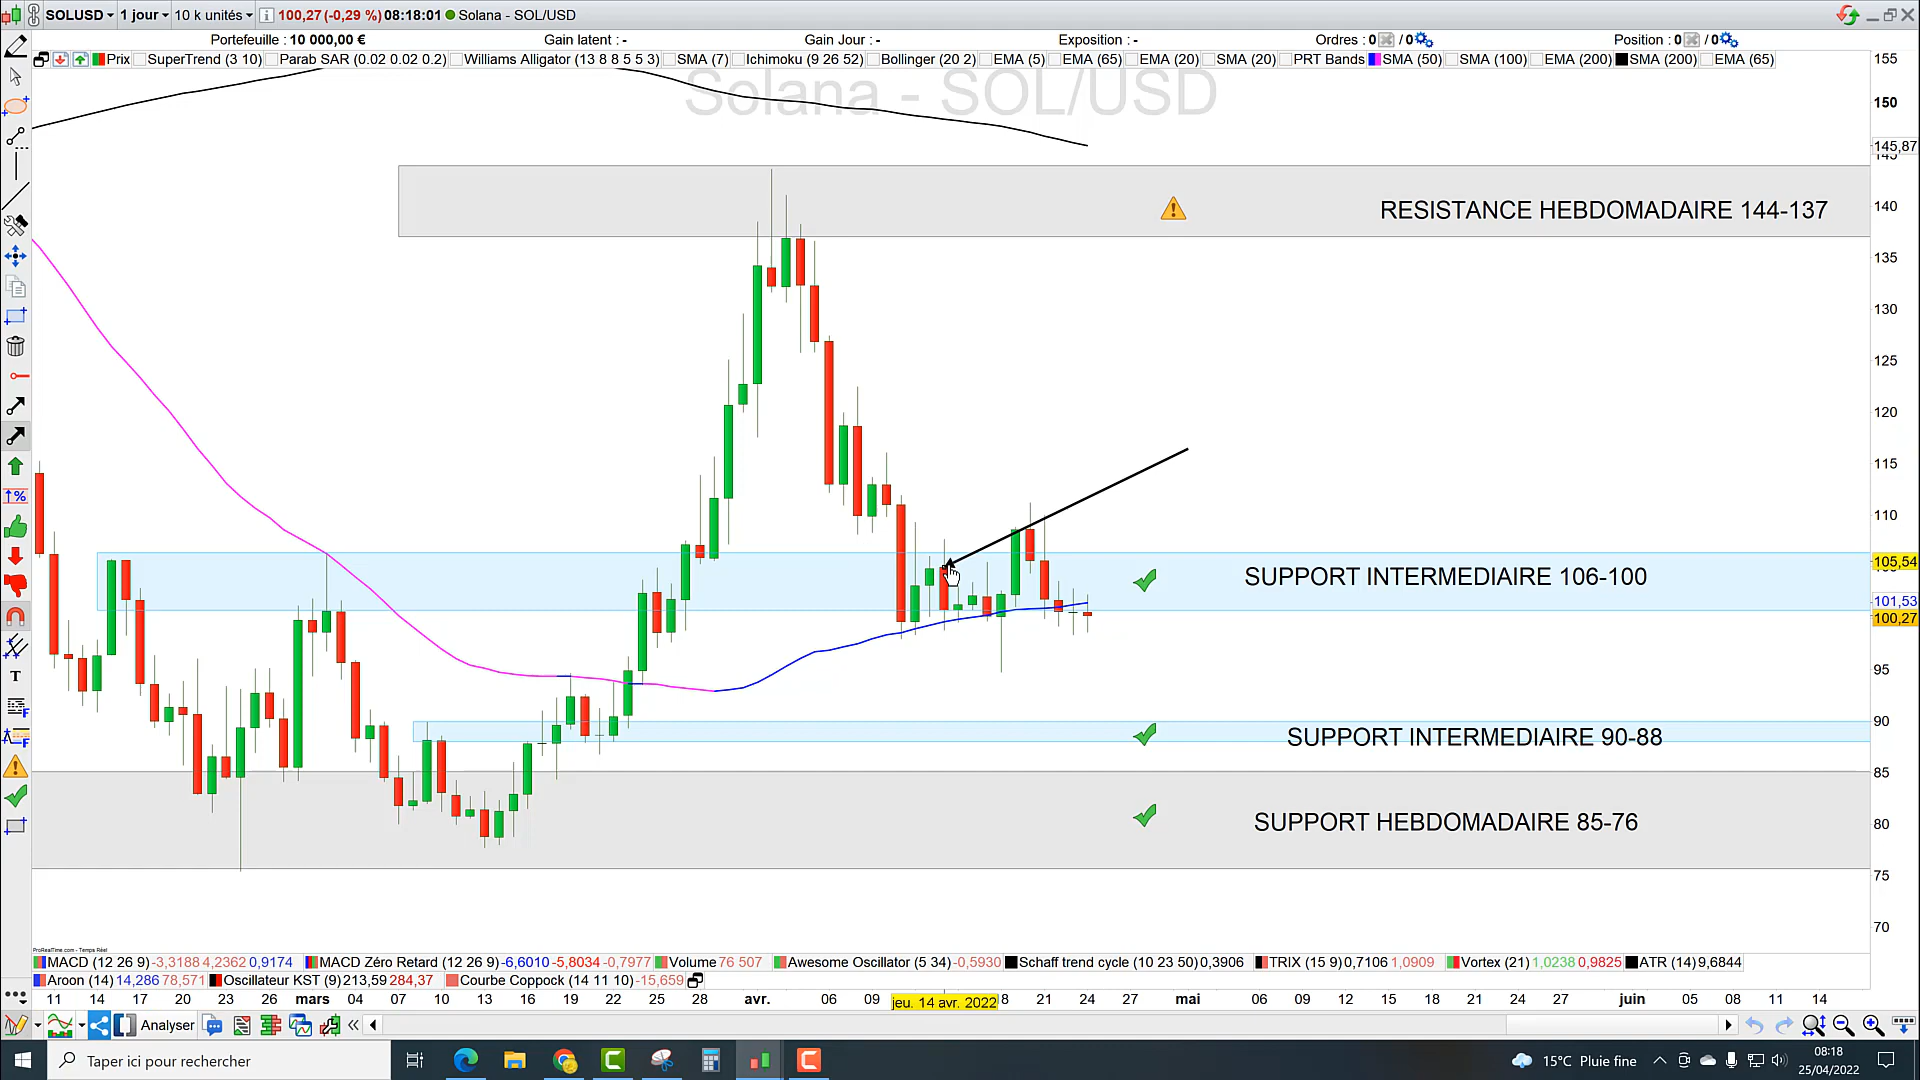 SOLUSD 1 jour 10 k unités 100,27 (-0,29 %) 08:18:01 Solana - SOL/USD
Portefeuille : 10 000,00 € Gain latent : - Gain Jour : - Exposition : - Ordres : 0 / 0 Position : 0 / 0
Prix SuperTrend (3 10) Parab SAR (0.02 0.02 0.2) Williams Alligator (13 8 8 5 5 3) SMA (7) Ichimoku (9 26 52) Bollinger (20 2) EMA (5) EMA (65) EMA (20) SMA (20) PRT Bands SMA (50) SMA (100) EMA (200) SMA (200) EMA (65)
155
Solana - SOL/USD
150
145,87
145
RESISTANCE HEBDOMADAIRE 144-137
140
135
130
125
120
115
110
105,54
SUPPORT INTERMEDIAIRE 106-100
101,53
100,27
95
90
SUPPORT INTERMEDIAIRE 90-88
85
SUPPORT HEBDOMADAIRE 85-76
80
75
70
ProRealTime.com - Temps Réel
MACD (12 26 9) -3,3188 4,2362 0,9174 MACD Zéro Retard (12 26 9) -6,6010 -5,8034 -0,7977 Volume 76 507 Awesome Oscillator (5 34) -0,5930 Schaff trend cycle (10 23 50) 0,3906 TRIX (15 9) 0,7106 1,0909 Vortex (21) 1,0238 0,9825 ATR (14) 9,6844
Aroon (14) 14,286 78,571 Oscillateur KST (9) 213,59 284,37 Courbe Coppock (14 11 10) -15,659
11 14 17 20 23 26 mars 04 07 10 13 16 19 22 25 28 avr. 06 09 jeu. 14 avr. 2022 8 21 24 27 mai 06 09 12 15 18 21 24 27 juin 05 08 11 14
Analyser
Taper ici pour rechercher 15°C Pluie fine 08:18
25/04/2022